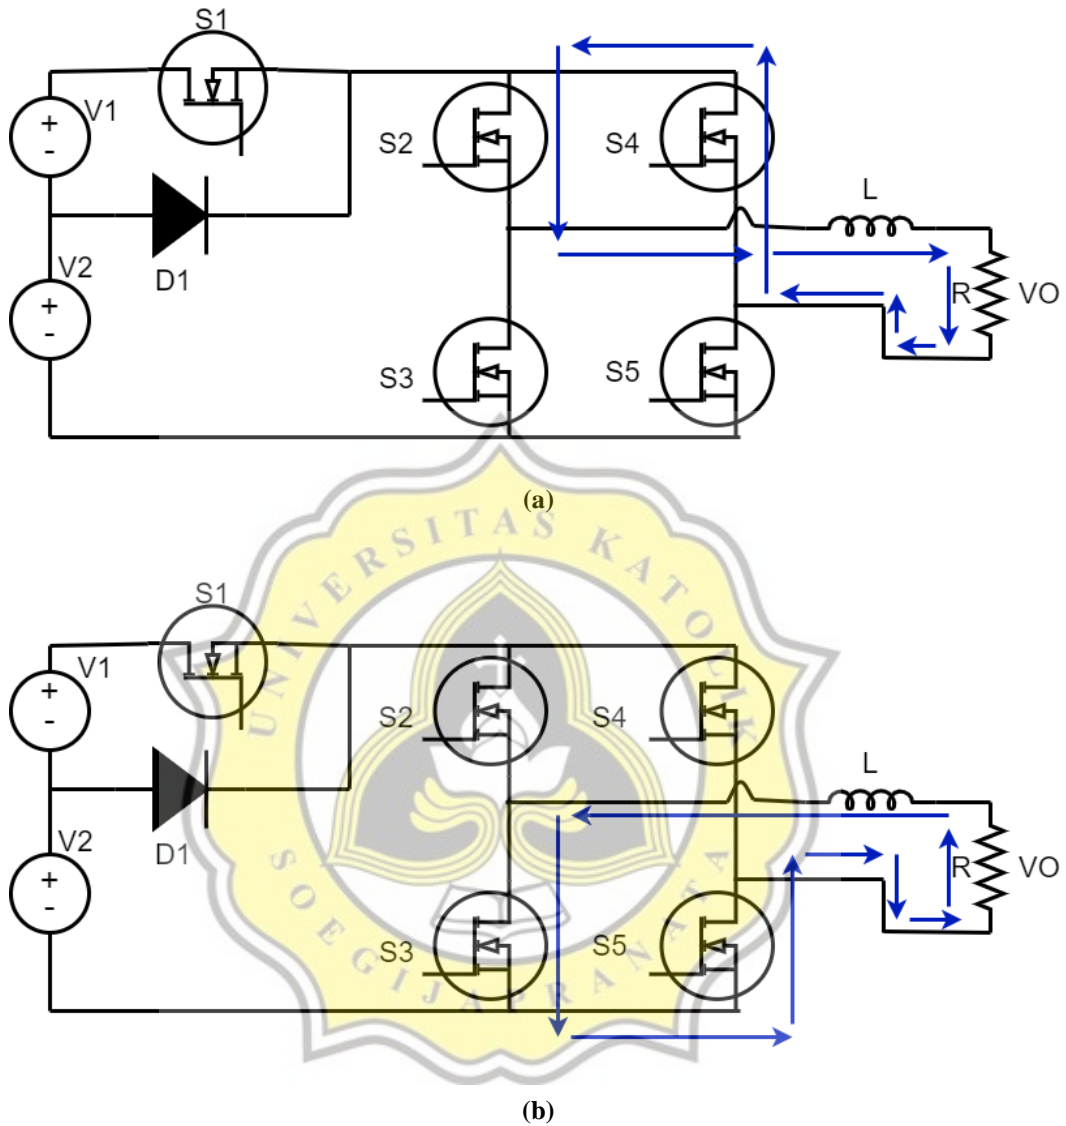 S1
V1
+
-
S2
S4
L
D1
V2
+
-
R
VO
S3
S5
(a)
UNIVERSITAS KATOLIK
S1
V1
+
-
S2
S4
L
D1
V2
+
-
R
VO
S3
S5
SOEGIJAPRANATA
(b)